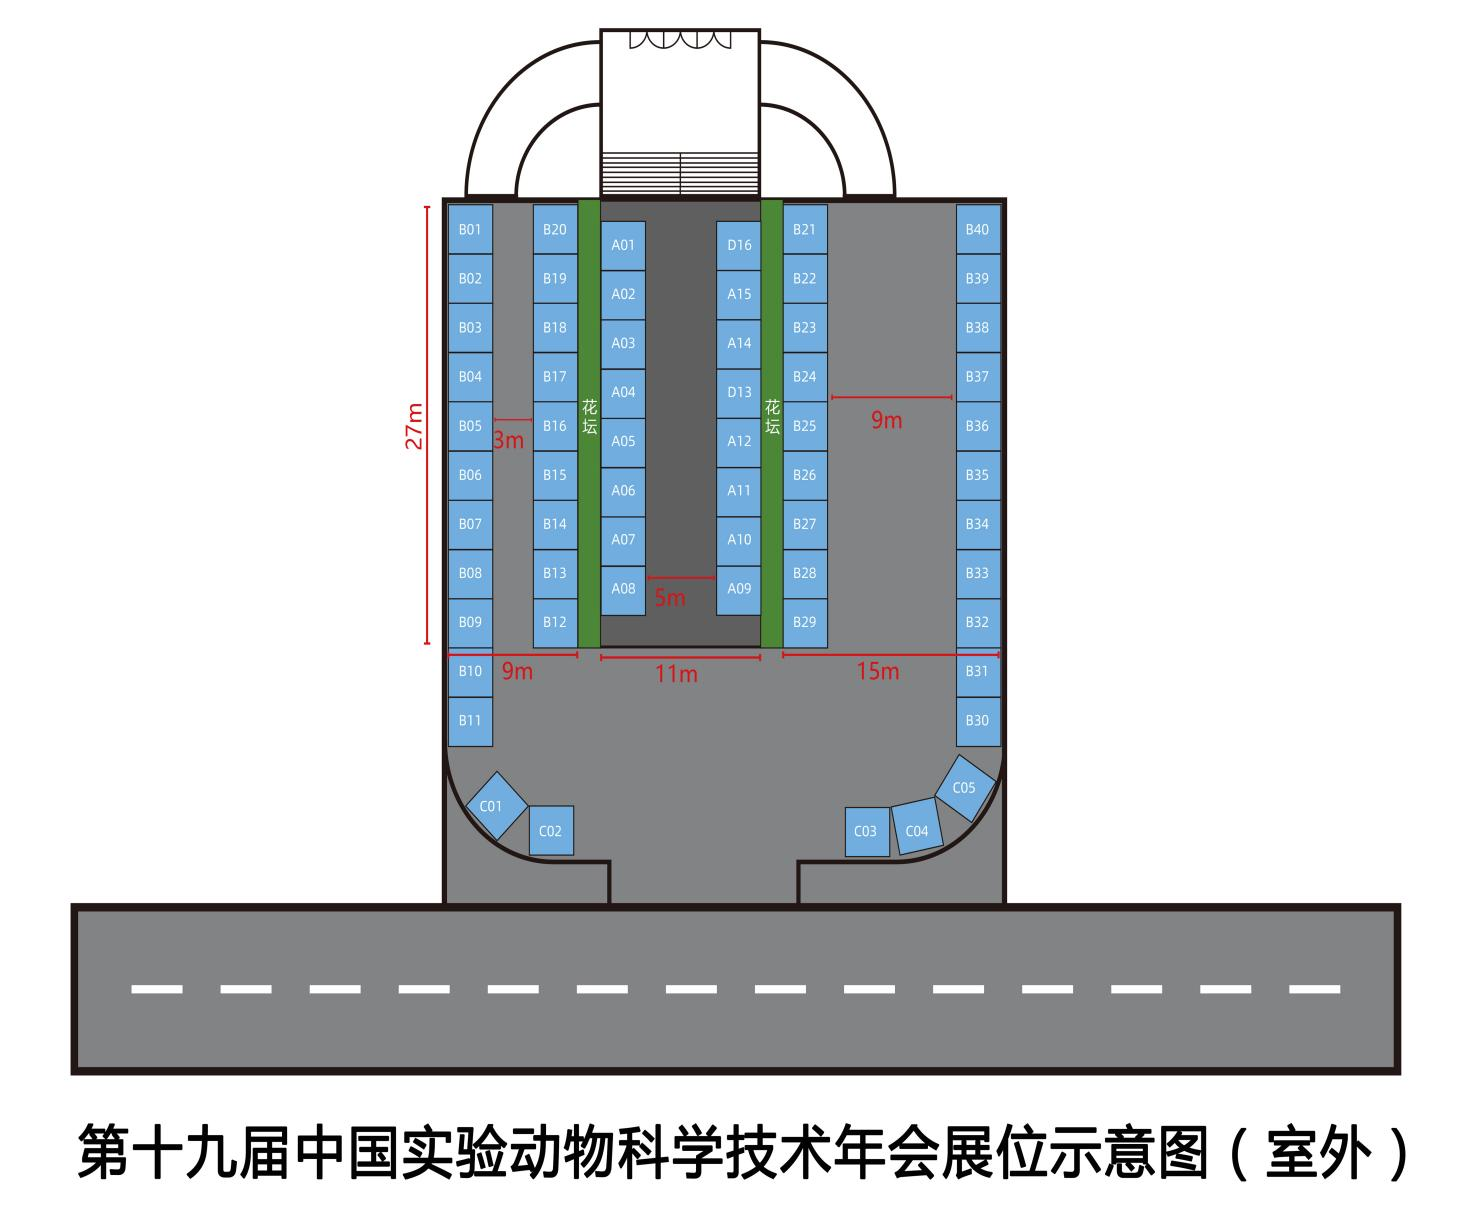 B01 B20 A01 D16 B21 B40
B02 B19 A02 A15 B22 B39
B03 B18 A03 A14 B23 B38
B04 B17 A04 D13 B24 B37
花坛
花坛
9m
27m
3m
B05 B16 A05 A12 B25 B36
B06 B15 A06 A11 B26 B35
B07 B14 A07 A10 B27 B34
B08 B13 A08 A09 B28 B33
5m
B09 B12 B29 B32
9m 11m 15m
B10 B31
B11 B30
C01 C02 C03 C04 C05
第十九届中国实验动物科学技术年会展位示意图（室外）